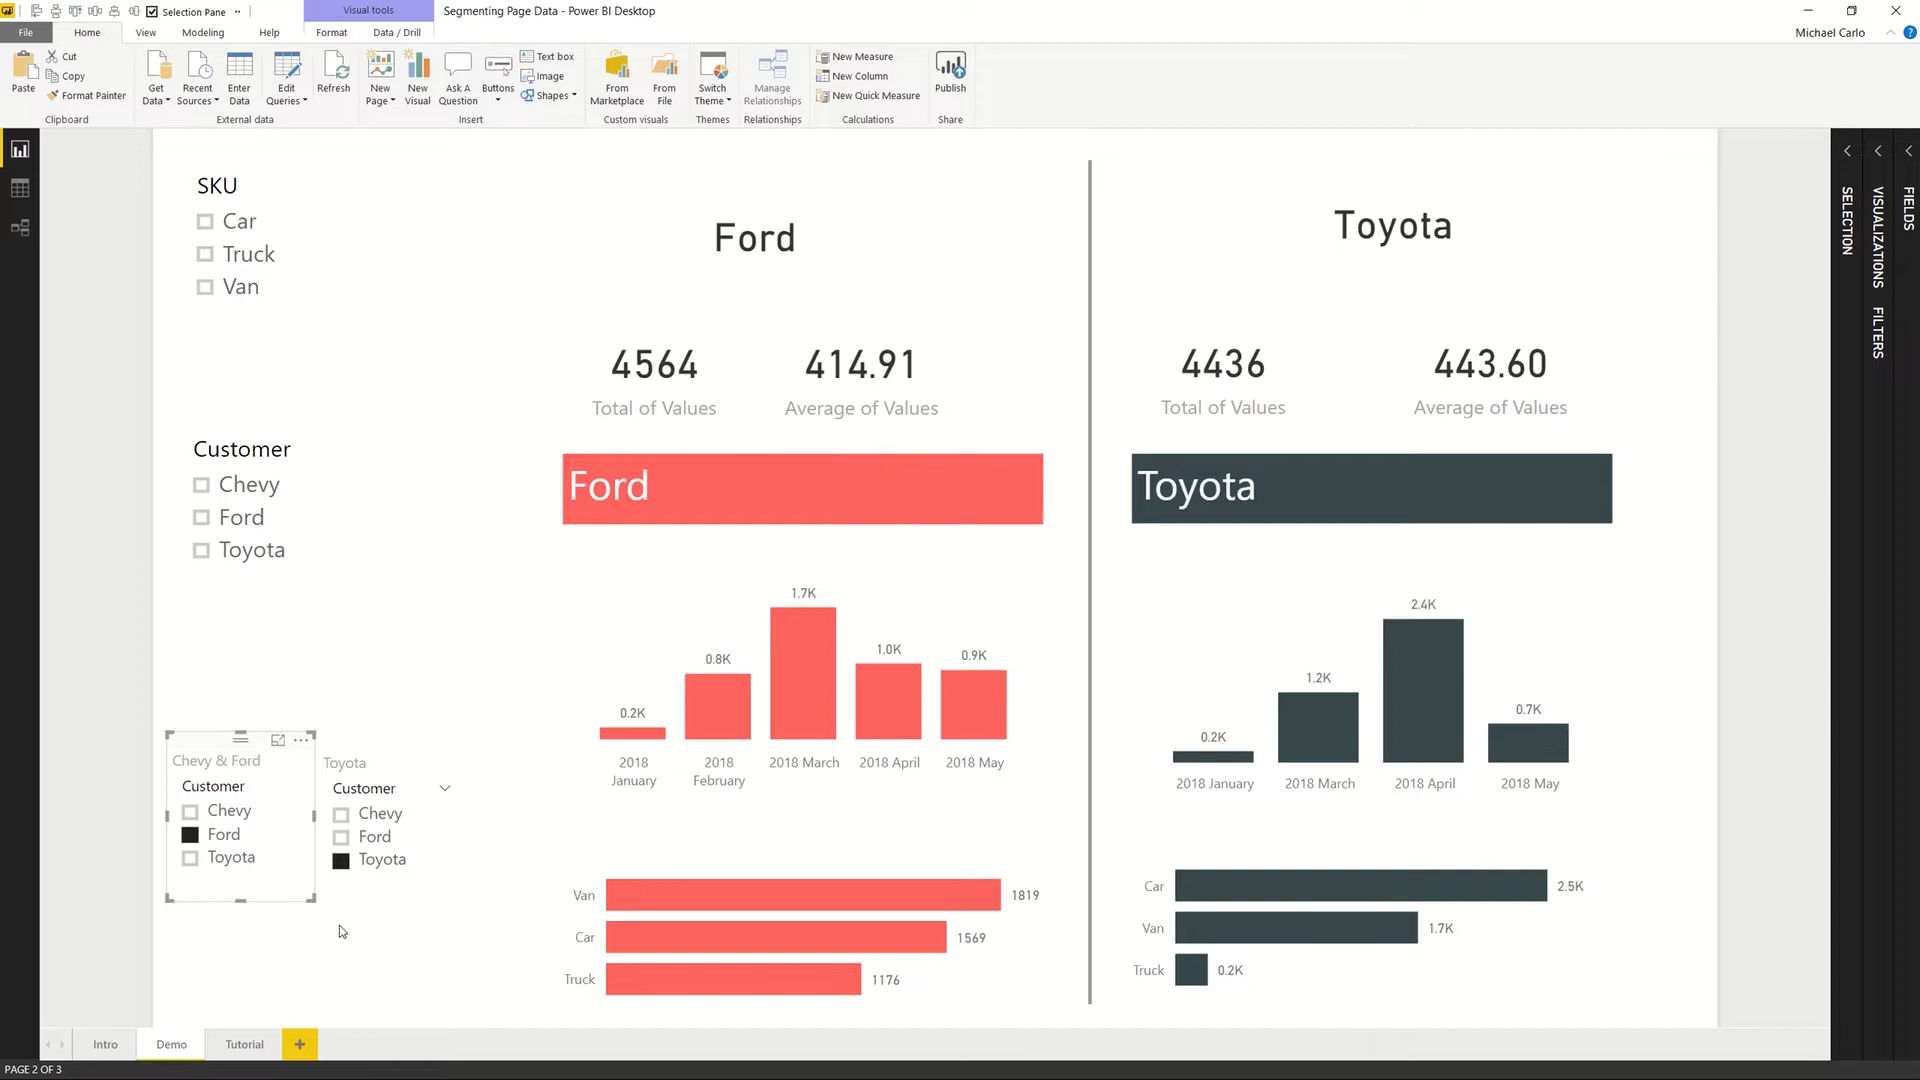 Selection Pane
Visual tools
Segmenting Page Data - Power BI Desktop
File
Home
View
Modeling
Help
Format
Data / Drill
Michael Carlo
?
Paste
Cut
Copy
Format Painter
Clipboard
Get Data
Recent Sources
Enter Data
Edit Queries
Refresh
External data
New Page
New Visual
Ask A Question
Buttons
Text box
Image
Shapes
Insert
From Marketplace
From File
Custom visuals
Switch Theme
Themes
Manage Relationships
Relationships
New Measure
New Column
New Quick Measure
Calculations
Publish
Share
SKU
Car
Truck
Van
Customer
Chevy
Ford
Toyota
Chevy & Ford
Customer
Chevy
Ford
Toyota
Toyota
Customer
Chevy
Ford
Toyota
Ford
4564
Total of Values
414.91
Average of Values
Ford
0.2K
0.8K
1.7K
1.0K
0.9K
2018 January
2018 February
2018 March
2018 April
2018 May
Van
1819
Car
1569
Truck
1176
Toyota
4436
Total of Values
443.60
Average of Values
Toyota
0.2K
1.2K
2.4K
0.7K
2018 January
2018 March
2018 April
2018 May
Car
2.5K
Van
1.7K
Truck
0.2K
SELECTION
VISUALIZATIONS
FILTERS
FIELDS
Intro
Demo
Tutorial
+
PAGE 2 OF 3